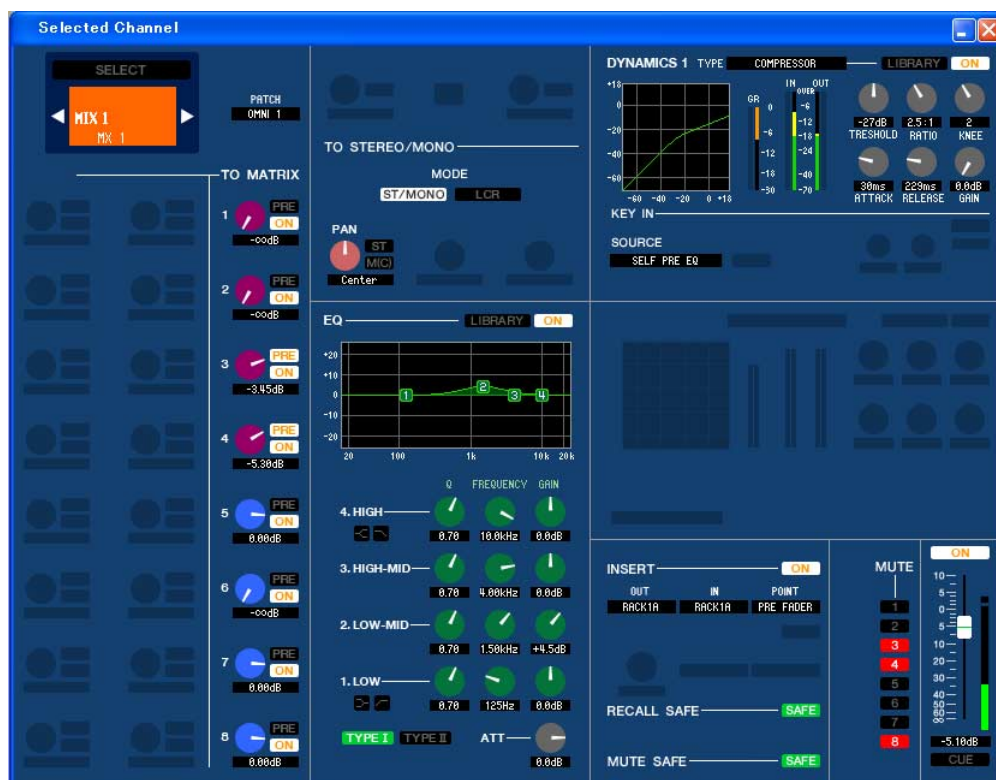 Selected Channel
SELECT
MIX 1
MX 1
PATCH
OMNI 1
TO MATRIX
1 PRE
ON
-∞dB
2 PRE
ON
-∞dB
3 PRE
ON
-3.45dB
4 PRE
ON
-5.30dB
5 PRE
ON
0.00dB
6 PRE
ON
-∞dB
7 PRE
ON
0.00dB
8 PRE
ON
0.00dB
TO STEREO/MONO
MODE
ST/MONO LCR
PAN
ST
M(C)
Center
EQ LIBRARY ON
+20
+10
0
-10
-20
1 2 3 4
20 100 1k 10k 20k
Q FREQUENCY GAIN
4.HIGH
0.70 10.0kHz 0.0dB
3.HIGH-MID
0.70 4.00kHz 0.0dB
2.LOW-MID
0.70 1.50kHz +4.5dB
1.LOW
0.70 125Hz 0.0dB
TYPE I TYPE II ATT
0.0dB
DYNAMICS 1 TYPE COMPRESSOR LIBRARY ON
+18
0
-20
-40
-60
-60 -40 -20 0 +18
GR
0
-6
-12
-18
-30
IN OUT
OVER
-6
-12
-18
-24
-40
-70
-27dB 2.5:1 2
TRESHOLD RATIO KNEE
30ms 229ms 0.0dB
ATTACK RELEASE GAIN
KEY IN
SOURCE
SELF PRE EQ
INSERT ON
OUT IN POINT
RACK1A RACK1A PRE FADER
RECALL SAFE SAFE
MUTE SAFE SAFE
MUTE
1
2
3
4
5
6
7
8
ON
10
5
0
5
10
20
30
40
50
60
∞
-5.10dB
CUE